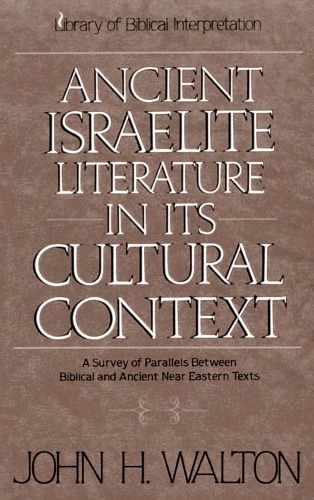 Library of Biblical Interpretation
ANCIENT
ISRAELITE
LITERATURE
IN ITS
CULTURAL
CONTEXT
A Survey of Parallels Between
Biblical and Ancient Near Eastern Texts
JOHN H. WALTON